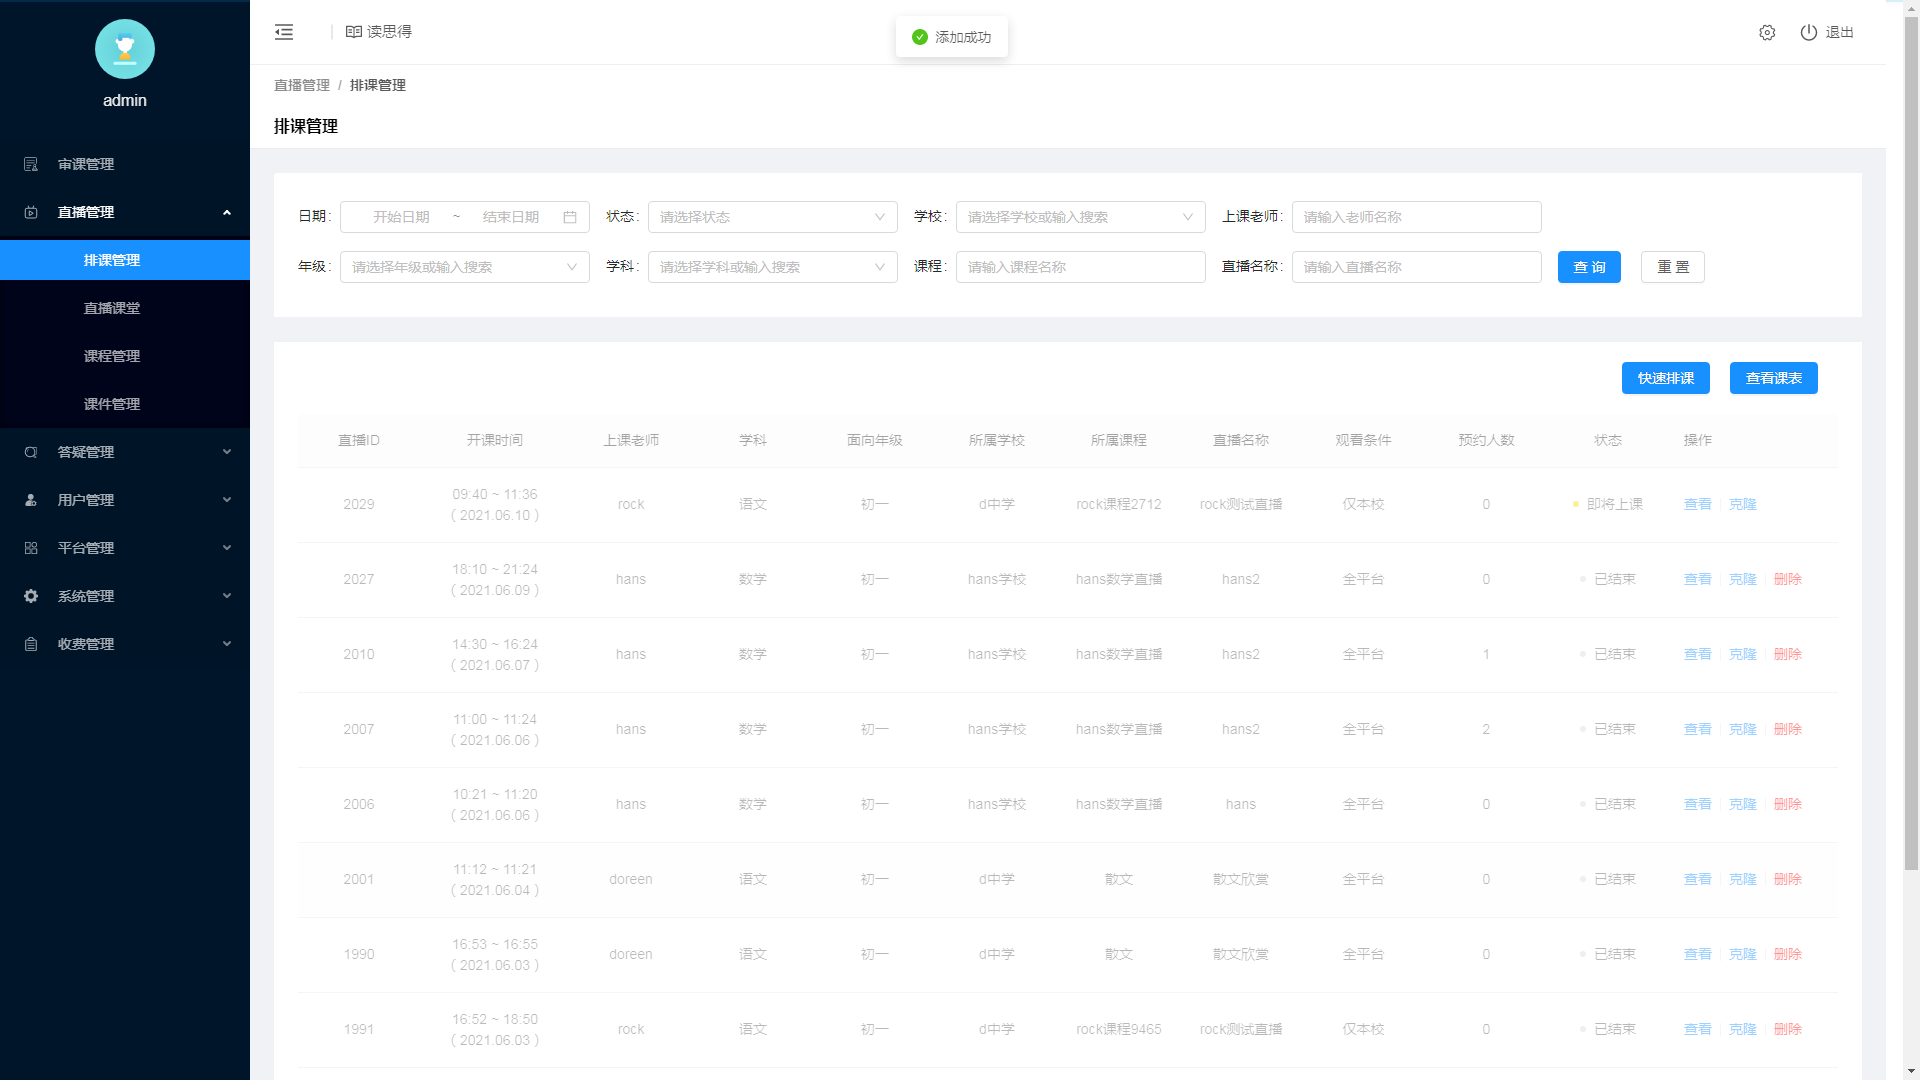 admin
审课管理
直播管理
排课管理
直播课堂
课程管理
课件管理
答疑管理
用户管理
平台管理
系统管理
收费管理
读思得
添加成功
退出
直播管理 / 排课管理
排课管理
日期: 开始日期 ~ 结束日期 状态: 请选择状态 学校: 请选择学校或输入搜索 上课老师: 请输入老师名称
年级: 请选择年级或输入搜索 学科: 请选择学科或输入搜索 课程: 请输入课程名称 直播名称: 请输入直播名称 查 询 重 置
快速排课 查看课表
直播ID 开课时间 上课老师 学科 面向年级 所属学校 所属课程 直播名称 观看条件 预约人数 状态 操作
2029 09:40 ~ 11:36 ( 2021.06.10 ) rock 语文 初一 d中学 rock课程2712 rock测试直播 仅本校 0 即将上课 查看 克隆
2027 18:10 ~ 21:24 ( 2021.06.09 ) hans 数学 初一 hans学校 hans数学直播 hans2 全平台 0 已结束 查看 克隆 删除
2010 14:30 ~ 16:24 ( 2021.06.07 ) hans 数学 初一 hans学校 hans数学直播 hans2 全平台 1 已结束 查看 克隆 删除
2007 11:00 ~ 11:24 ( 2021.06.06 ) hans 数学 初一 hans学校 hans数学直播 hans2 全平台 2 已结束 查看 克隆 删除
2006 10:21 ~ 11:20 ( 2021.06.06 ) hans 数学 初一 hans学校 hans数学直播 hans 全平台 0 已结束 查看 克隆 删除
2001 11:12 ~ 11:21 ( 2021.06.04 ) doreen 语文 初一 d中学 散文 散文欣赏 全平台 0 已结束 查看 克隆 删除
1990 16:53 ~ 16:55 ( 2021.06.03 ) doreen 语文 初一 d中学 散文 散文欣赏 全平台 0 已结束 查看 克隆 删除
1991 16:52 ~ 18:50 ( 2021.06.03 ) rock 语文 初一 d中学 rock课程9465 rock测试直播 仅本校 0 已结束 查看 克隆 删除